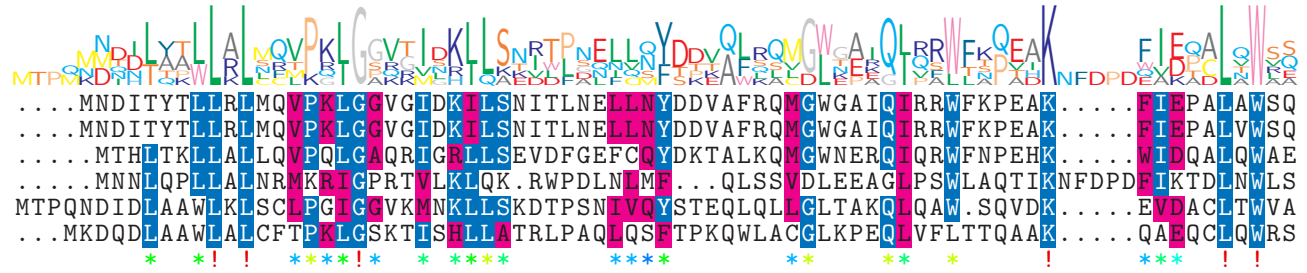 ....MNDITYTLLRLMQVPKLGGVGIDKILSNITLNELLNYDDVAFRQMGWGAIQIRRWFKPEAK.....FIEPALAWSQ
....MNDITYTLLRLMQVPKLGGVGIDKILSNITLNELLNYDDVAFRQMGWGAIQIRRWFKPEAK.....FIEPALVWSQ
.....MTHLTKLLALLQVPQLGAQRIGRLLSEVDFGEFCQYDKTALKQMGWNERQIQRWFNPEHK.....WIDQALQWAE
.....MNNLQPLLALNRMKRIGPRTVLKLQK.RWPDLNLMF...QLSSVDLEEAGLPSWLAQTIKNFDPDFIKTDLNWLS
MTPQNDIDLAAWLKLSCLPGIGGVKMNKLLSKDTPSNIVQYSTEQLQLLGLTAKQLQAW.SQVDK.....EVDACLTWVA
...MKDQDLAAWLALCFTPKLGSKTISHLLATRLPAQLQSFTPKQWLACGLKPEQLVFLTTQAAK.....QAEQCLQWRS
* * ! ! * * * * ! * * * * * * * * * * * * * * * ! * * * ! !